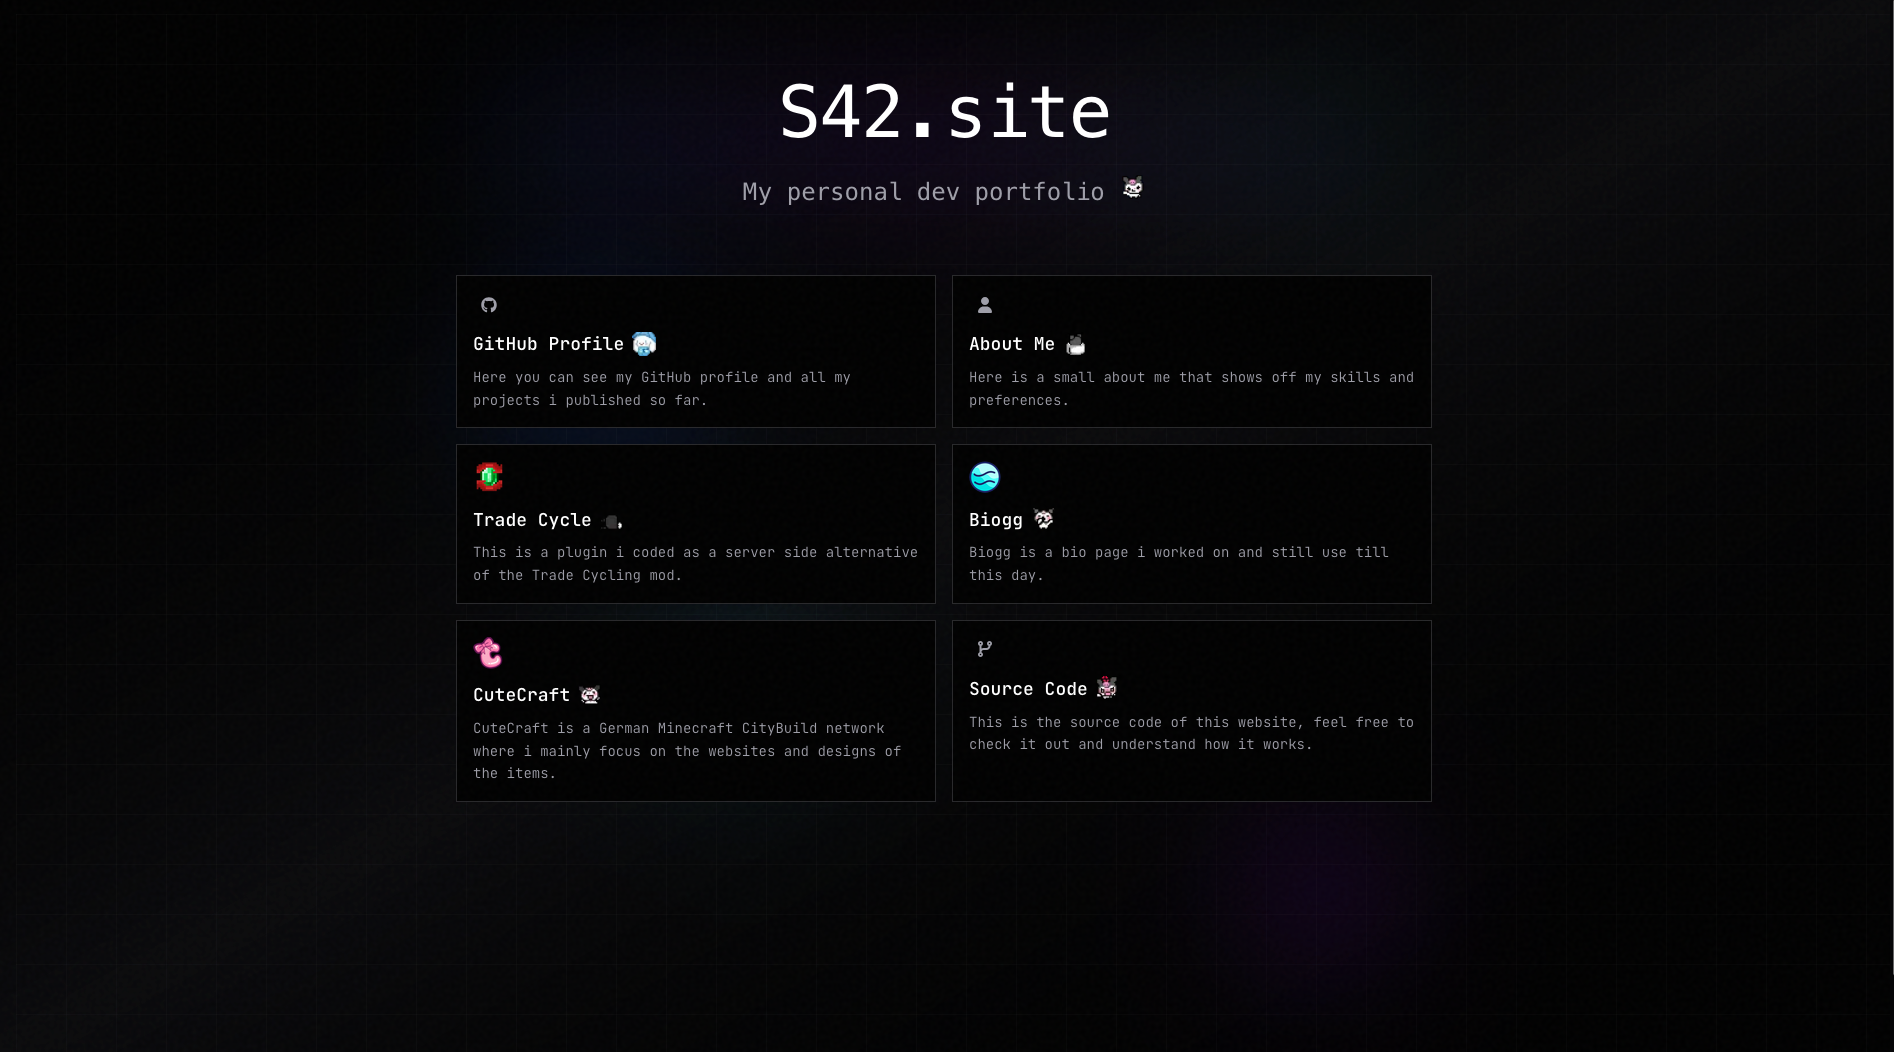 S42.site
My personal dev portfolio
GitHub Profile
Here you can see my GitHub profile and all my
projects i published so far.
About Me
Here is a small about me that shows off my skills and
preferences.
Trade Cycle
This is a plugin i coded as a server side alternative
of the Trade Cycling mod.
Biogg
Biogg is a bio page i worked on and still use till
this day.
CuteCraft
CuteCraft is a German Minecraft CityBuild network
where i mainly focus on the websites and designs of
the items.
Source Code
This is the source code of this website, feel free to
check it out and understand how it works.